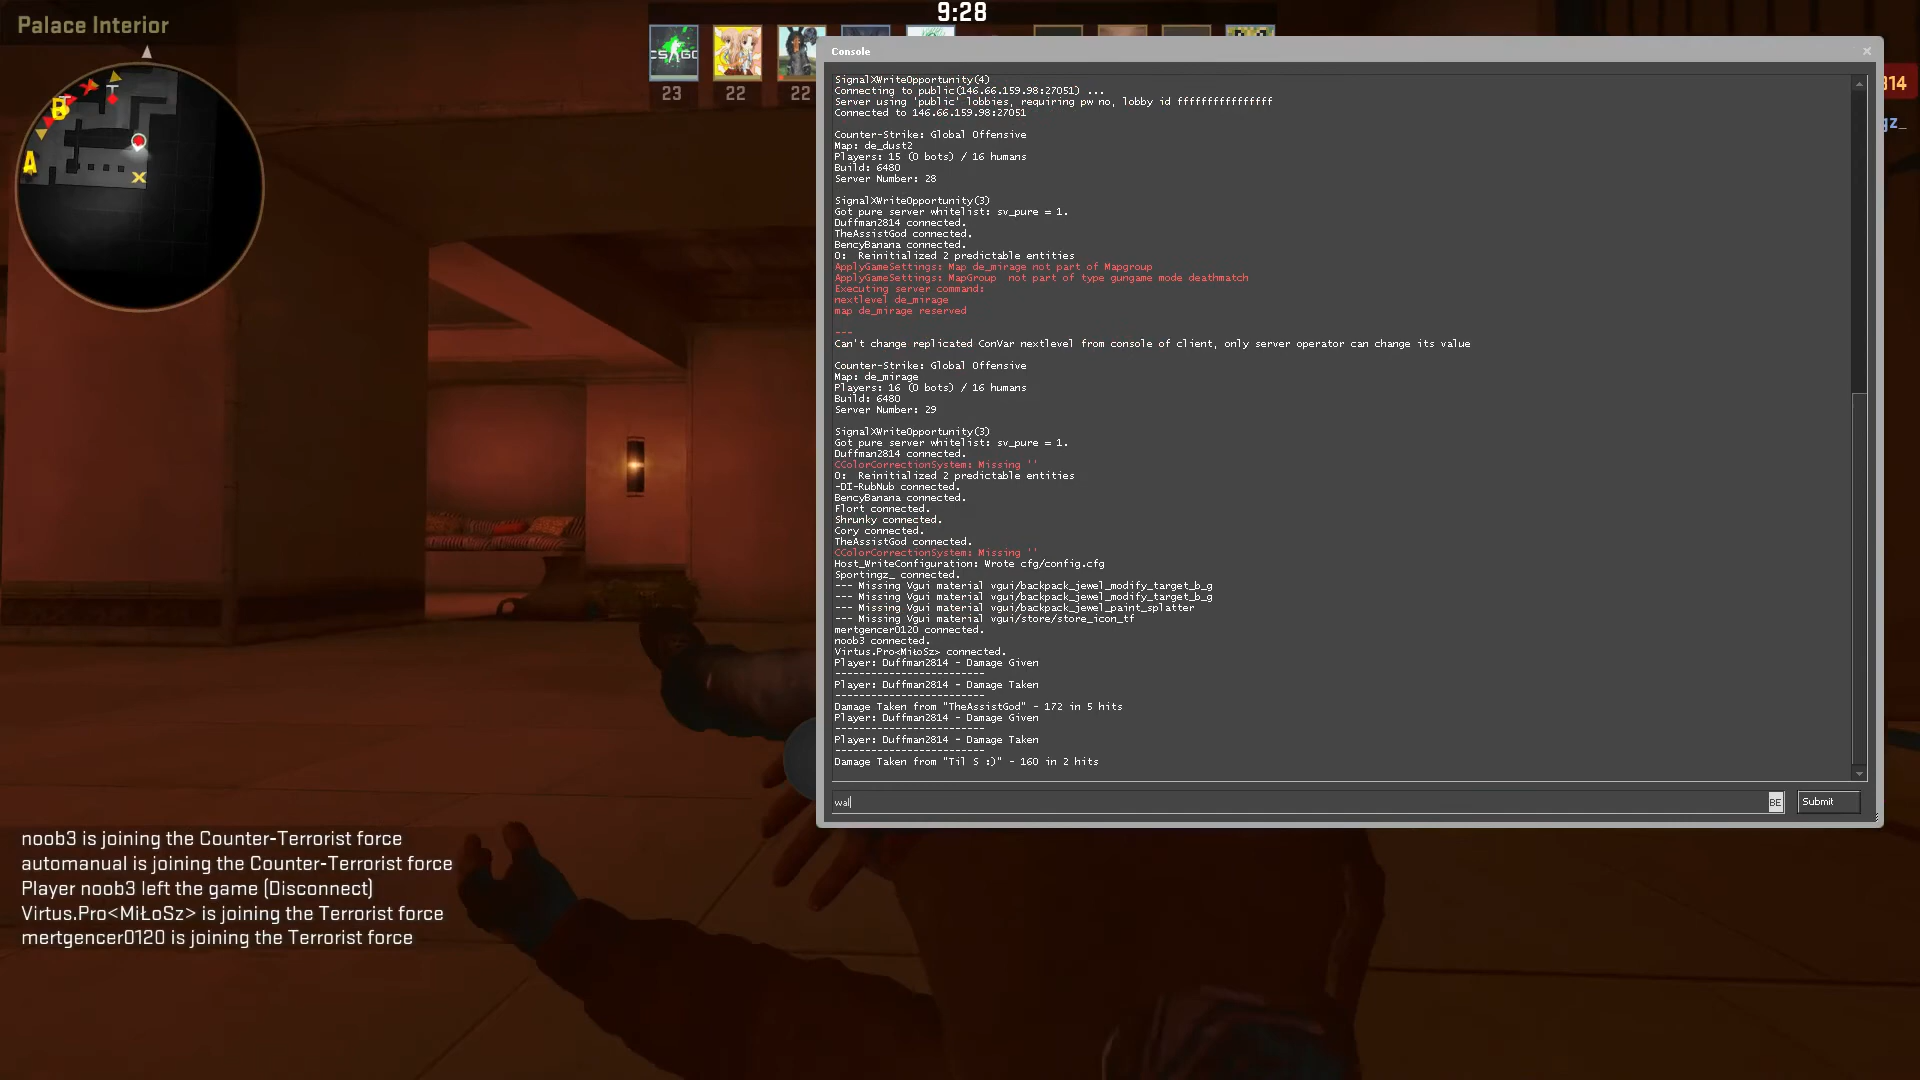 Palace Interior
9:28
CS:GO
23
22
22
B
A
Console
SignalXWriteOpportunity(4)
Connecting to public(146.66.159.98:27051) ...
Server using 'public' lobbies, requiring pw no, lobby id ffffffffffffffff
Connected to 146.66.159.98:27051
Counter-Strike: Global Offensive
Map: de_dust2
Players: 15 (0 bots) / 16 humans
Build: 6480
Server Number: 28
SignalXWriteOpportunity(3)
Got pure server whitelist: sv_pure = 1.
Duffman2814 connected.
TheAssistGod connected.
BencyBanana connected.
0:  Reinitialized 2 predictable entities
ApplyGameSettings: Map de_mirage not part of Mapgroup
ApplyGameSettings: MapGroup  not part of type gungame mode deathmatch
Executing server command:
nextlevel de_mirage
map de_mirage reserved
---
Can't change replicated ConVar nextlevel from console of client, only server operator can change its value
Counter-Strike: Global Offensive
Map: de_mirage
Players: 16 (0 bots) / 16 humans
Build: 6480
Server Number: 29
SignalXWriteOpportunity(3)
Got pure server whitelist: sv_pure = 1.
Duffman2814 connected.
CColorCorrectionSystem: Missing ''
0:  Reinitialized 2 predictable entities
-DI-RubNub connected.
BencyBanana connected.
Flort connected.
Shrunky connected.
Cory connected.
TheAssistGod connected.
CColorCorrectionSystem: Missing ''
Host_WriteConfiguration: Wrote cfg/config.cfg
Sportingz_ connected.
--- Missing Vgui material vgui/backpack_jewel_modify_target_b_g
--- Missing Vgui material vgui/backpack_jewel_modify_target_b_g
--- Missing Vgui material vgui/backpack_jewel_paint_splatter
--- Missing Vgui material vgui/store/store_icon_tf
mertgencer0120 connected.
noob3 connected.
Virtus.Pro<MiŁoSz> connected.
Player: Duffman2814 - Damage Given
-------------------------
Player: Duffman2814 - Damage Taken
-------------------------
Damage Taken from "TheAssistGod" - 172 in 5 hits
Player: Duffman2814 - Damage Given
-------------------------
Player: Duffman2814 - Damage Taken
-------------------------
Damage Taken from "Til S :)" - 160 in 2 hits
wal
BE
Submit
814
gz_
noob3 is joining the Counter-Terrorist force
automanual is joining the Counter-Terrorist force
Player noob3 left the game (Disconnect)
Virtus.Pro<MiŁoSz> is joining the Terrorist force
mertgencer0120 is joining the Terrorist force